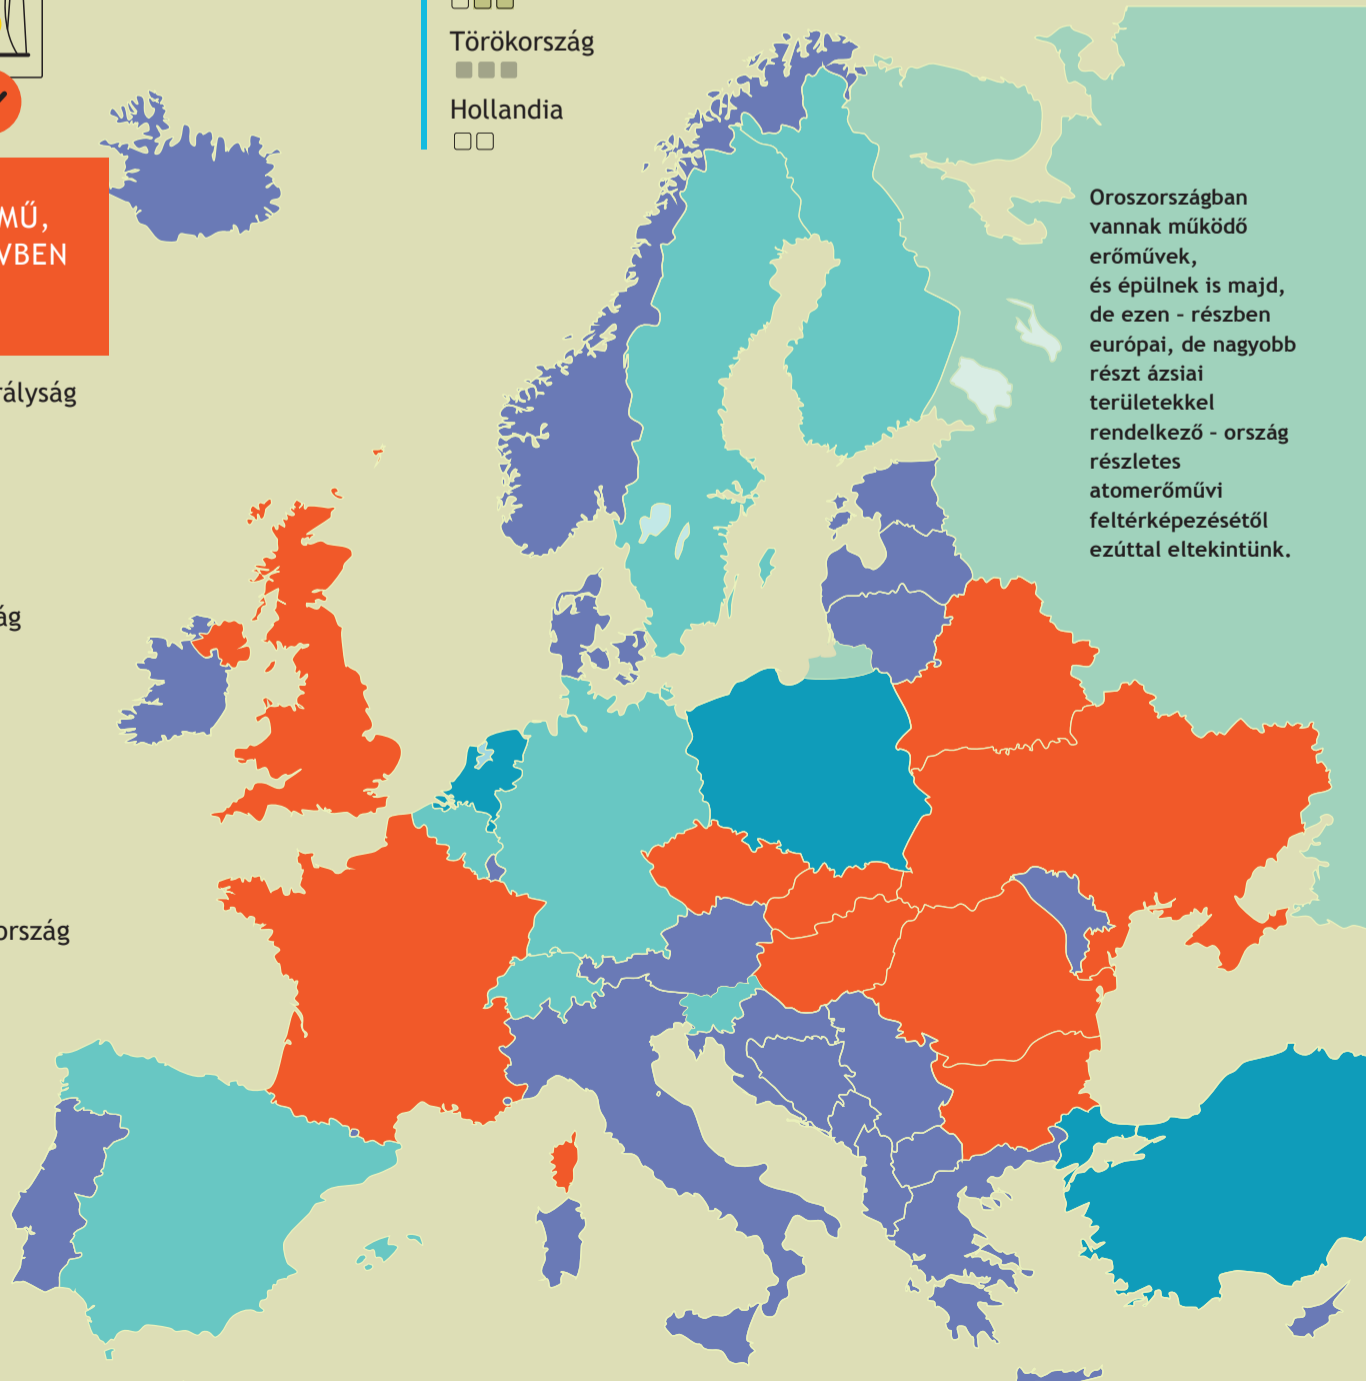 Törökország
Hollandia
MŰ,
VBEN
rályság
ág
ország
Oroszországban
vannak működő
erőművek,
és épülnek is majd,
de ezen – részben
európai, de nagyobb
részt ázsiai
területekkel
rendelkező – ország
részletes
atomerőművi
feltérképezésétől
ezúttal eltekintünk.